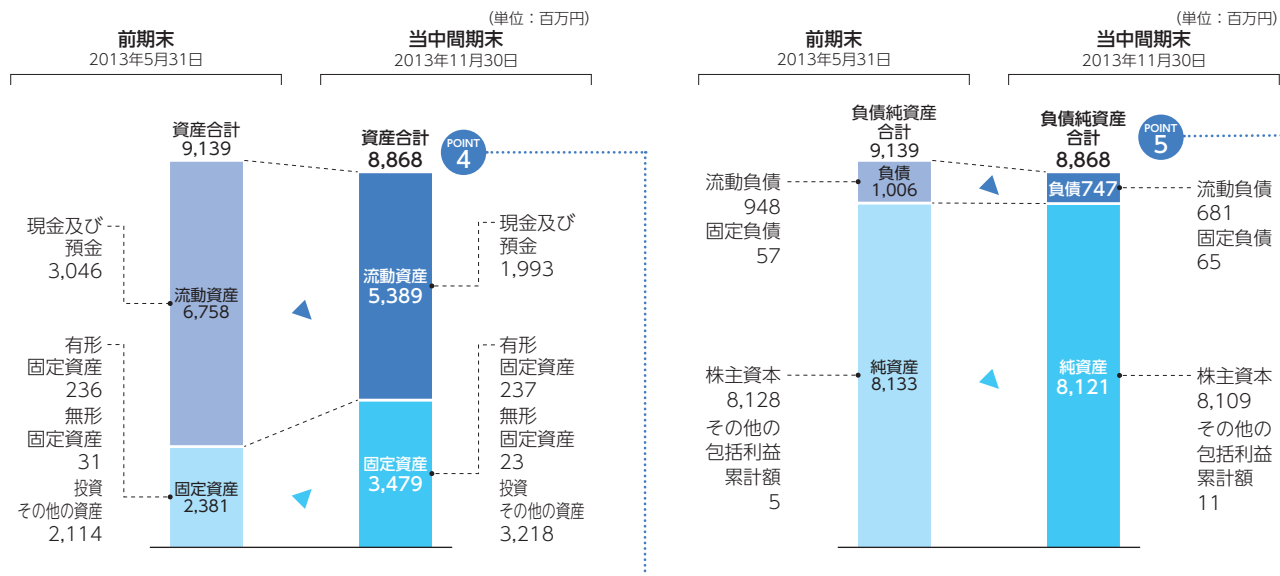 (単位：百万円)
前期末
2013年5月31日
当中間期末
2013年11月30日
資産合計
9,139
資産合計
8,868
POINT
4
現金及び
預金
3,046
流動資産
6,758
有形
固定資産
236
無形
固定資産
31
投資
その他の資産
2,114
固定資産
2,381
流動資産
5,389
現金及び
預金
1,993
固定資産
3,479
有形
固定資産
237
無形
固定資産
23
投資
その他の資産
3,218
(単位：百万円)
前期末
2013年5月31日
当中間期末
2013年11月30日
負債純資産
合計
9,139
負債純資産
合計
8,868
POINT
5
流動負債
948
固定負債
57
負債
1,006
株主資本
8,128
その他の
包括利益
累計額
5
純資産
8,133
負債747
流動負債
681
固定負債
65
純資産
8,121
株主資本
8,109
その他の
包括利益
累計額
11